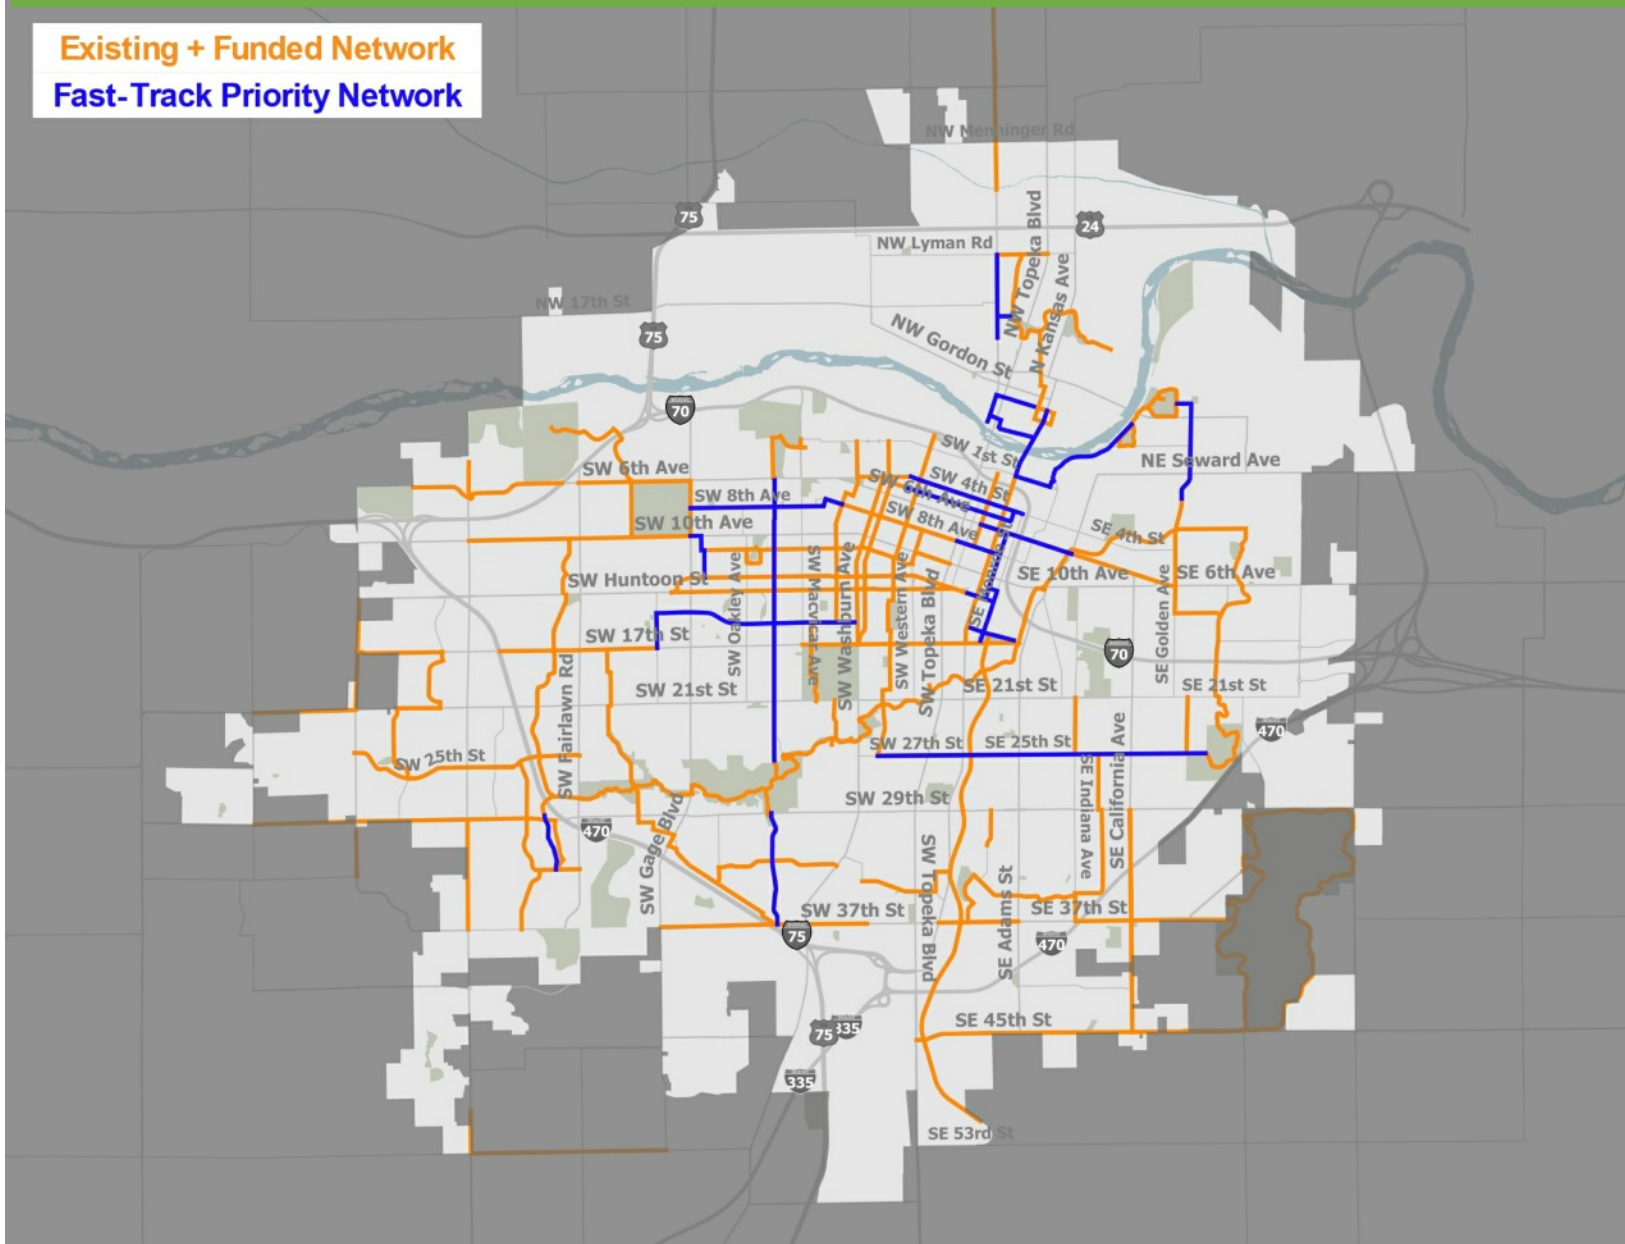 Existing + Funded Network
Fast-Track Priority Network
NW Menninger Rd
75
24
NW Topeka Blvd
NW Lyman Rd
N Kansas Ave
NW Topeka Blvd
NW 17th St
75
NW Gordon St
70
SW 1st St
SW 6th Ave
NE Seward Ave
SW 4th St
SW 6th Ave
SW 8th Ave
SW 8th Ave
SW 10th Ave
SE 4th St
SW Huntoon St
SW Oakley Ave
SW Macvicar Ave
SW Washburn Ave
SW Western Ave
SW Topeka Blvd
SE
SE 10th Ave
SE 6th Ave
SE Golden Ave
SW 17th St
70
SW Fairlawn Rd
SW 21st St
SE 21st St
SE 21st St
470
SW 25th St
SW 27th St
SE 25th St
SE Indiana Ave
SE California Ave
SW 29th St
470
SW Gage Blvd
SW Topeka Blvd
SE Adams St
SW 37th St
SE 37th St
75
470
SE 45th St
75
335
335
SE 53rd St